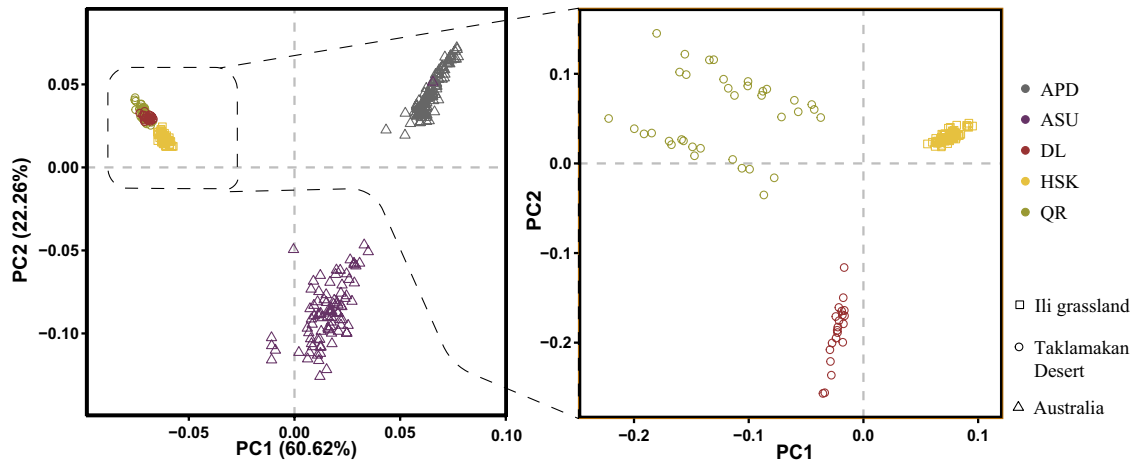 PC2 (22.26%)
0.05
0.00
−0.05
−0.10
−0.05
0.00
0.05
0.10
PC1 (60.62%)
PC2
0.1
0.0
−0.1
−0.2
−0.2
−0.1
0.0
0.1
PC1
APD
ASU
DL
HSK
QR
Ili grassland
Taklamakan
Desert
Australia